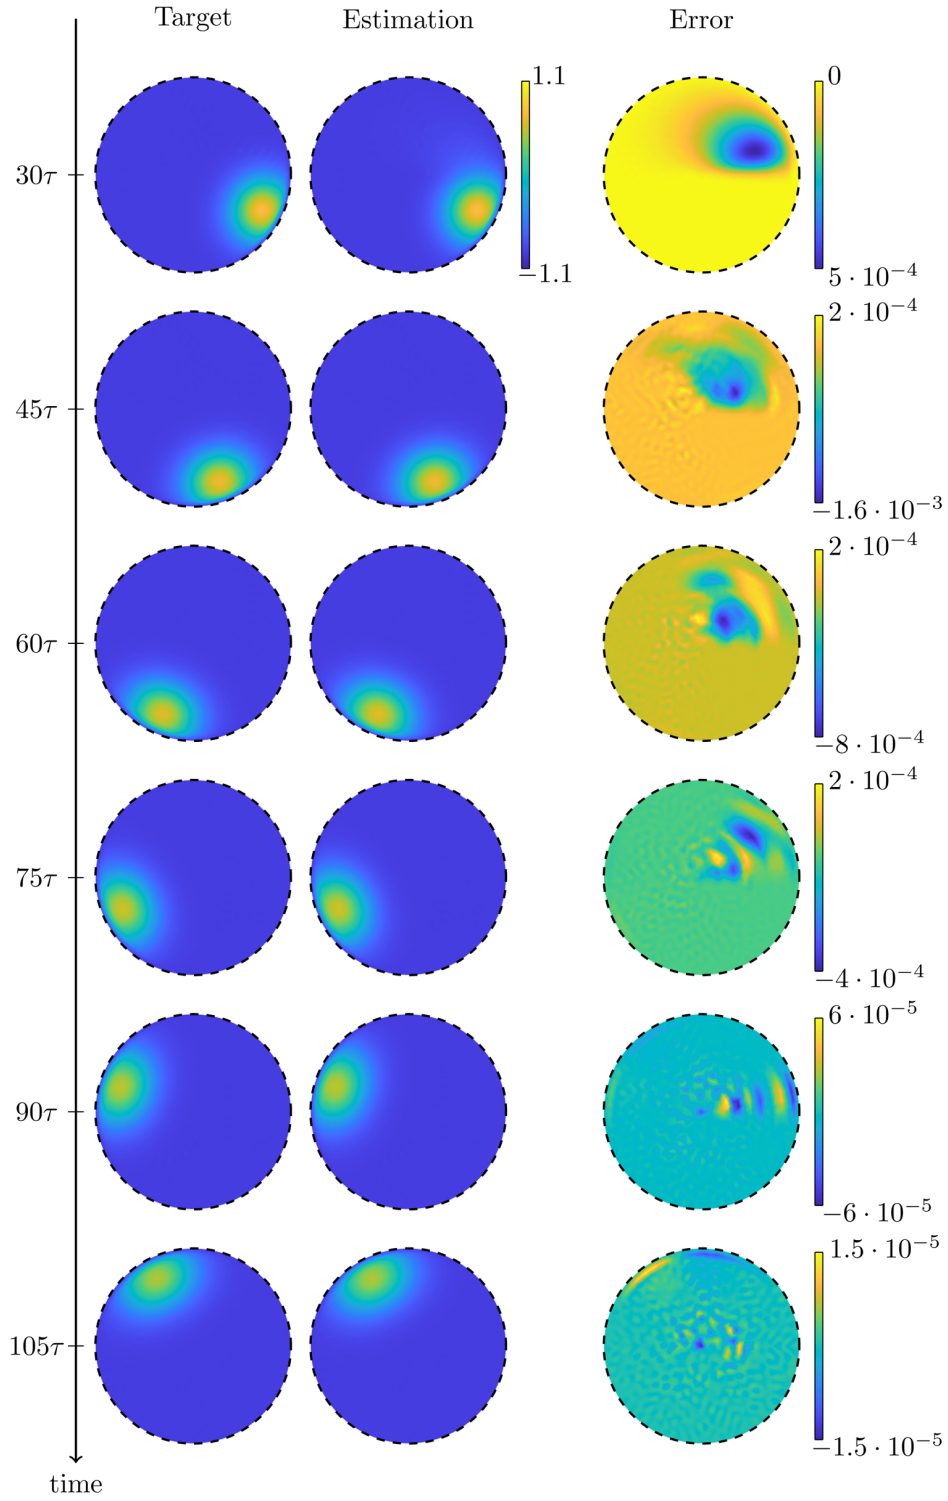 Target Estimation Error
1.1
0
30τ
−1.1
5 · 10−4
2 · 10−4
45τ
−1.6 · 10−3
2 · 10−4
60τ
−8 · 10−4
2 · 10−4
75τ
−4 · 10−4
6 · 10−5
90τ
−6 · 10−5
1.5 · 10−5
105τ
−1.5 · 10−5
time